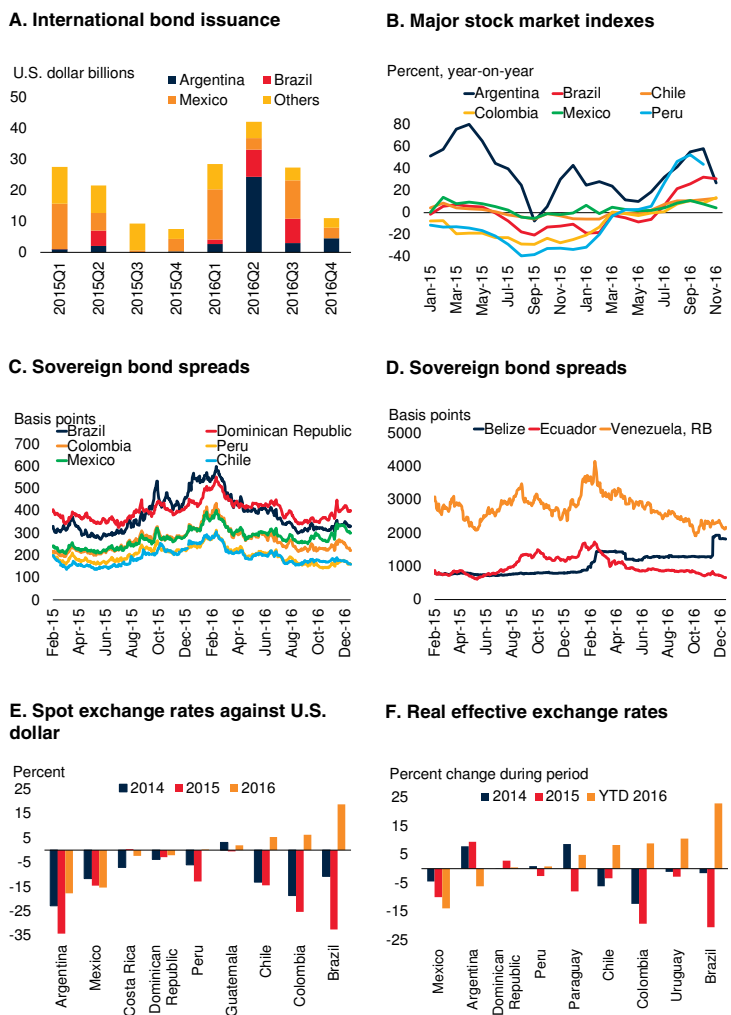 A. International bond issuance
U.S. dollar billions
Argentina
Brazil
Mexico
Others
50
40
30
20
10
0
2015Q1
2015Q2
2015Q3
2015Q4
2016Q1
2016Q2
2016Q3
2016Q4
B. Major stock market indexes
Percent, year-on-year
Argentina
Brazil
Chile
Colombia
Mexico
Peru
80
60
40
20
0
-20
-40
Jan-15
Mar-15
May-15
Jul-15
Sep-15
Nov-15
Jan-16
Mar-16
May-16
Jul-16
Sep-16
Nov-16
C. Sovereign bond spreads
Basis points
Brazil
Dominican Republic
Colombia
Peru
Mexico
Chile
700
600
500
400
300
200
100
0
Feb-15
Apr-15
Jun-15
Aug-15
Oct-15
Dec-15
Feb-16
Apr-16
Jun-16
Aug-16
Oct-16
Dec-16
D. Sovereign bond spreads
Basis points
Belize
Ecuador
Venezuela, RB
5000
4000
3000
2000
1000
0
Feb-15
Apr-15
Jun-15
Aug-15
Oct-15
Dec-15
Feb-16
Apr-16
Jun-16
Aug-16
Oct-16
Dec-16
E. Spot exchange rates against U.S.
dollar
Percent
2014
2015
2016
25
15
5
-5
-15
-25
-35
Argentina
Mexico
Costa Rica
Dominican
Republic
Peru
Guatemala
Chile
Colombia
Brazil
F. Real effective exchange rates
Percent change during period
2014
2015
YTD 2016
25
15
5
-5
-15
-25
Mexico
Argentina
Dominican
Republic
Peru
Paraguay
Chile
Colombia
Uruguay
Brazil